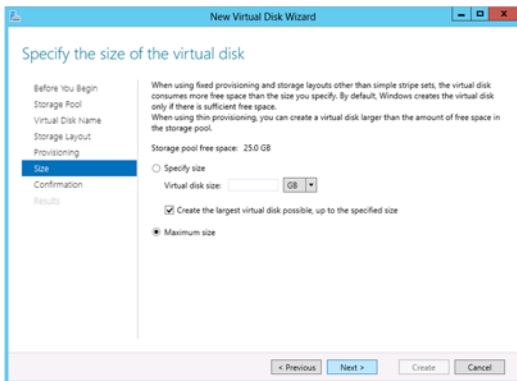 New Virtual Disk Wizard
Specify the size of the virtual disk
Before You Begin
Storage Pool
Virtual Disk Name
Storage Layout
Provisioning
Size
Confirmation
Results
When using fixed provisioning and storage layouts other than simple stripe sets, the virtual disk
consumes more free space than the size you specify. By default, Windows creates the virtual disk
only if there is sufficient free space.
When using thin provisioning, you can create a virtual disk larger than the amount of free space in
the storage pool.
Storage pool free space: 25.0 GB
Specify size
Virtual disk size: GB
Create the largest virtual disk possible, up to the specified size
Maximum size
< Previous Next > Create Cancel